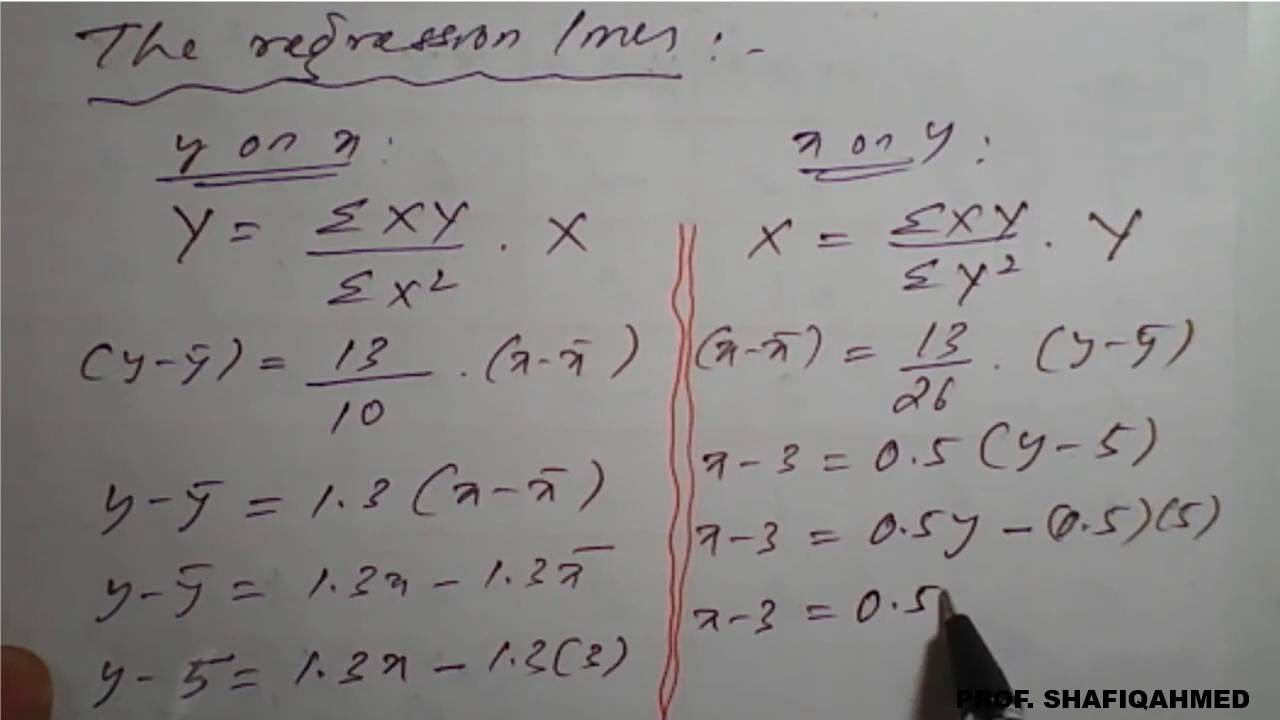 The regression lines :-
y on x :
Y = ΣXY / ΣX² . X
(y - ȳ) = 13 / 10 . (x - x̄)
y - ȳ = 1.3 (x - x̄)
y - ȳ = 1.3x - 1.3x̄
y - 5 = 1.3x - 1.3(3)
x on y :
X = ΣXY / ΣY² . Y
(x - x̄) = 13 / 26 . (y - ȳ)
x - 3 = 0.5 (y - 5)
x - 3 = 0.5y - (0.5)(5)
x - 3 = 0.5
PROF. SHAFIQAHMED